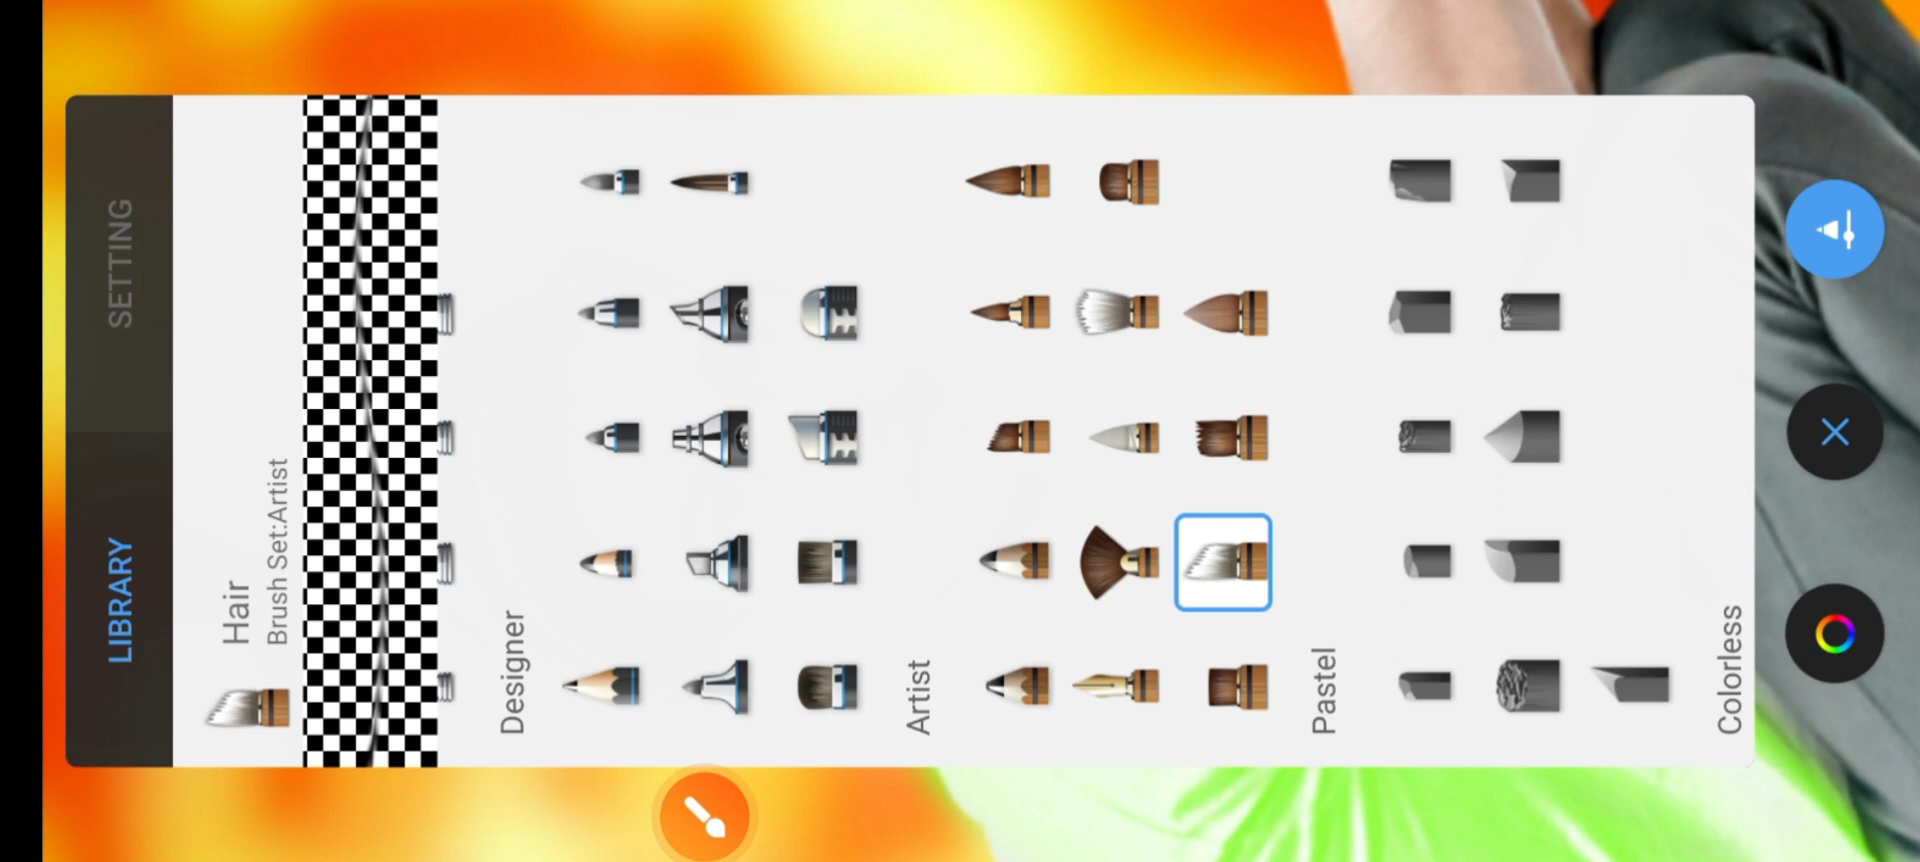 LIBRARY
SETTING
Hair
Brush Set:Artist
Designer
Artist
Pastel
Colorless